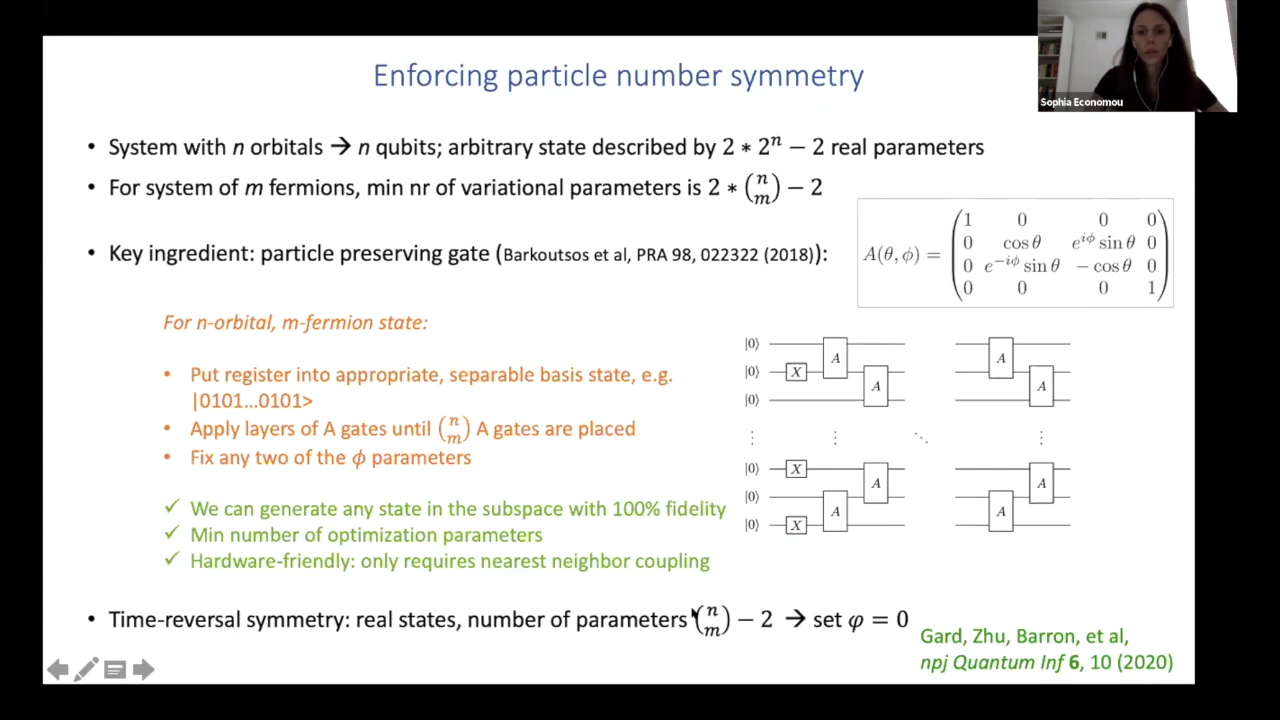 Enforcing particle number symmetry
Sophia Economou
• System with n orbitals → n qubits; arbitrary state described by 2 ∗ 2ⁿ − 2 real parameters
• For system of m fermions, min nr of variational parameters is 2 ∗ (n m) − 2
• Key ingredient: particle preserving gate (Barkoutsos et al, PRA 98, 022322 (2018)):
A(θ, ϕ) =
1 0 0 0
0 cos θ e^{iϕ} sin θ 0
0 e^{−iϕ} sin θ − cos θ 0
0 0 0 1
For n-orbital, m-fermion state:
• Put register into appropriate, separable basis state, e.g.
|0101…0101>
• Apply layers of A gates until (n m) A gates are placed
• Fix any two of the ϕ parameters
✓ We can generate any state in the subspace with 100% fidelity
✓ Min number of optimization parameters
✓ Hardware-friendly: only requires nearest neighbor coupling
|0⟩ A A
|0⟩ X A A
|0⟩
⋮ ⋮ ⋱ ⋮
|0⟩ X A A
|0⟩ A A
|0⟩ X
• Time-reversal symmetry: real states, number of parameters (n m) − 2 → set φ = 0
Gard, Zhu, Barron, et al,
npj Quantum Inf 6, 10 (2020)